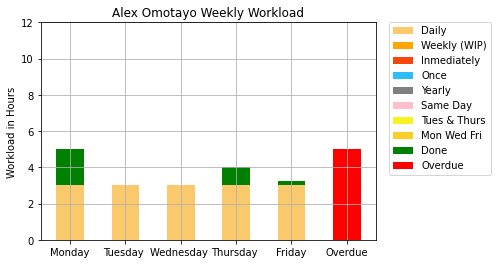 Alex Omotayo Weekly Workload
12
10
8
6
4
2
0
Workload in Hours
Monday Tuesday Wednesday Thursday Friday Overdue
Daily
Weekly (WIP)
Inmediately
Once
Yearly
Same Day
Tues & Thurs
Mon Wed Fri
Done
Overdue